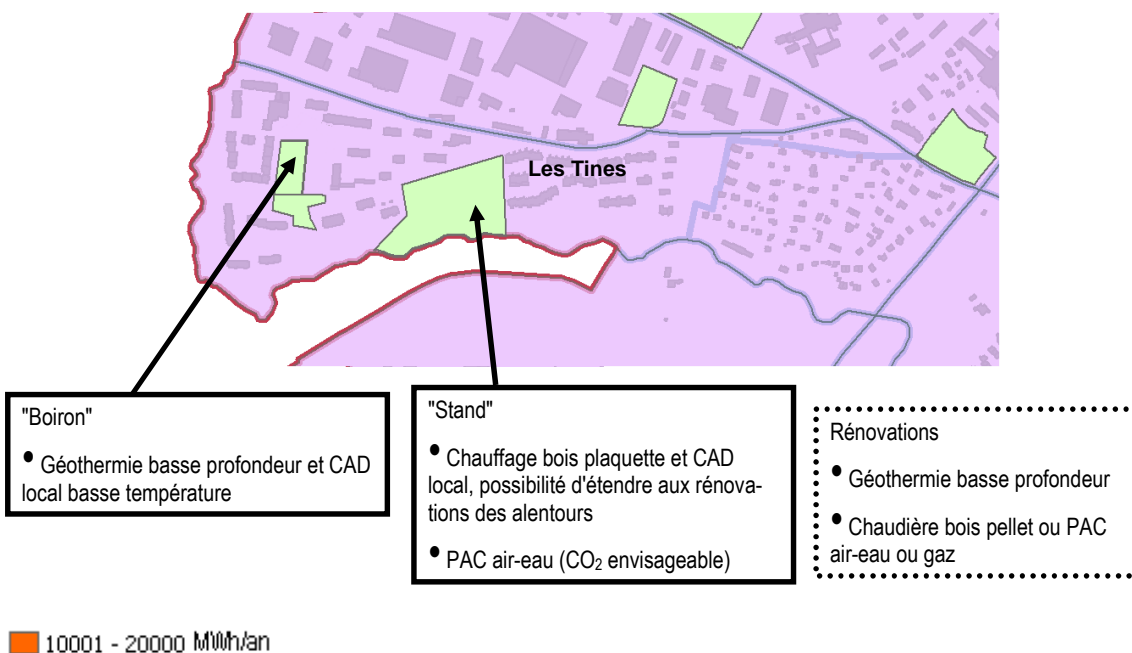 Les Tines
"Boiron"
• Géothermie basse profondeur et CAD
local basse température
"Stand"
• Chauffage bois plaquette et CAD
local, possibilité d'étendre aux rénova-
tions des alentours
• PAC air-eau (CO₂ envisageable)
Rénovations
• Géothermie basse profondeur
• Chaudière bois pellet ou PAC
air-eau ou gaz
10001 - 20000 MWh/an